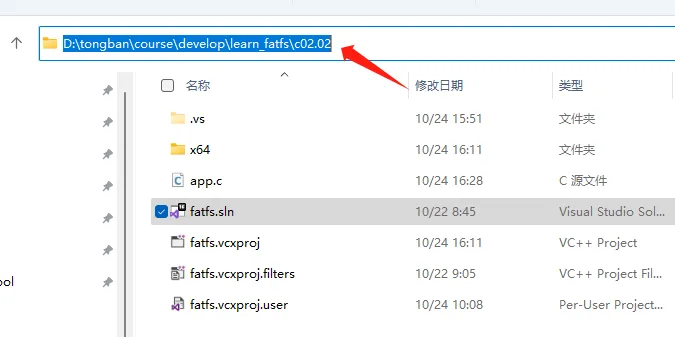 D:\tongban\course\develop\learn_fatfs\c02.02
名称 修改日期 类型
.vs 10/24 15:51 文件夹
x64 10/24 16:11 文件夹
app.c 10/24 16:28 C 源文件
fatfs.sln 10/22 8:45 Visual Studio Sol...
fatfs.vcxproj 10/24 16:11 VC++ Project
fatfs.vcxproj.filters 10/22 9:05 VC++ Project Fil...
ool
fatfs.vcxproj.user 10/24 10:08 Per-User Project...